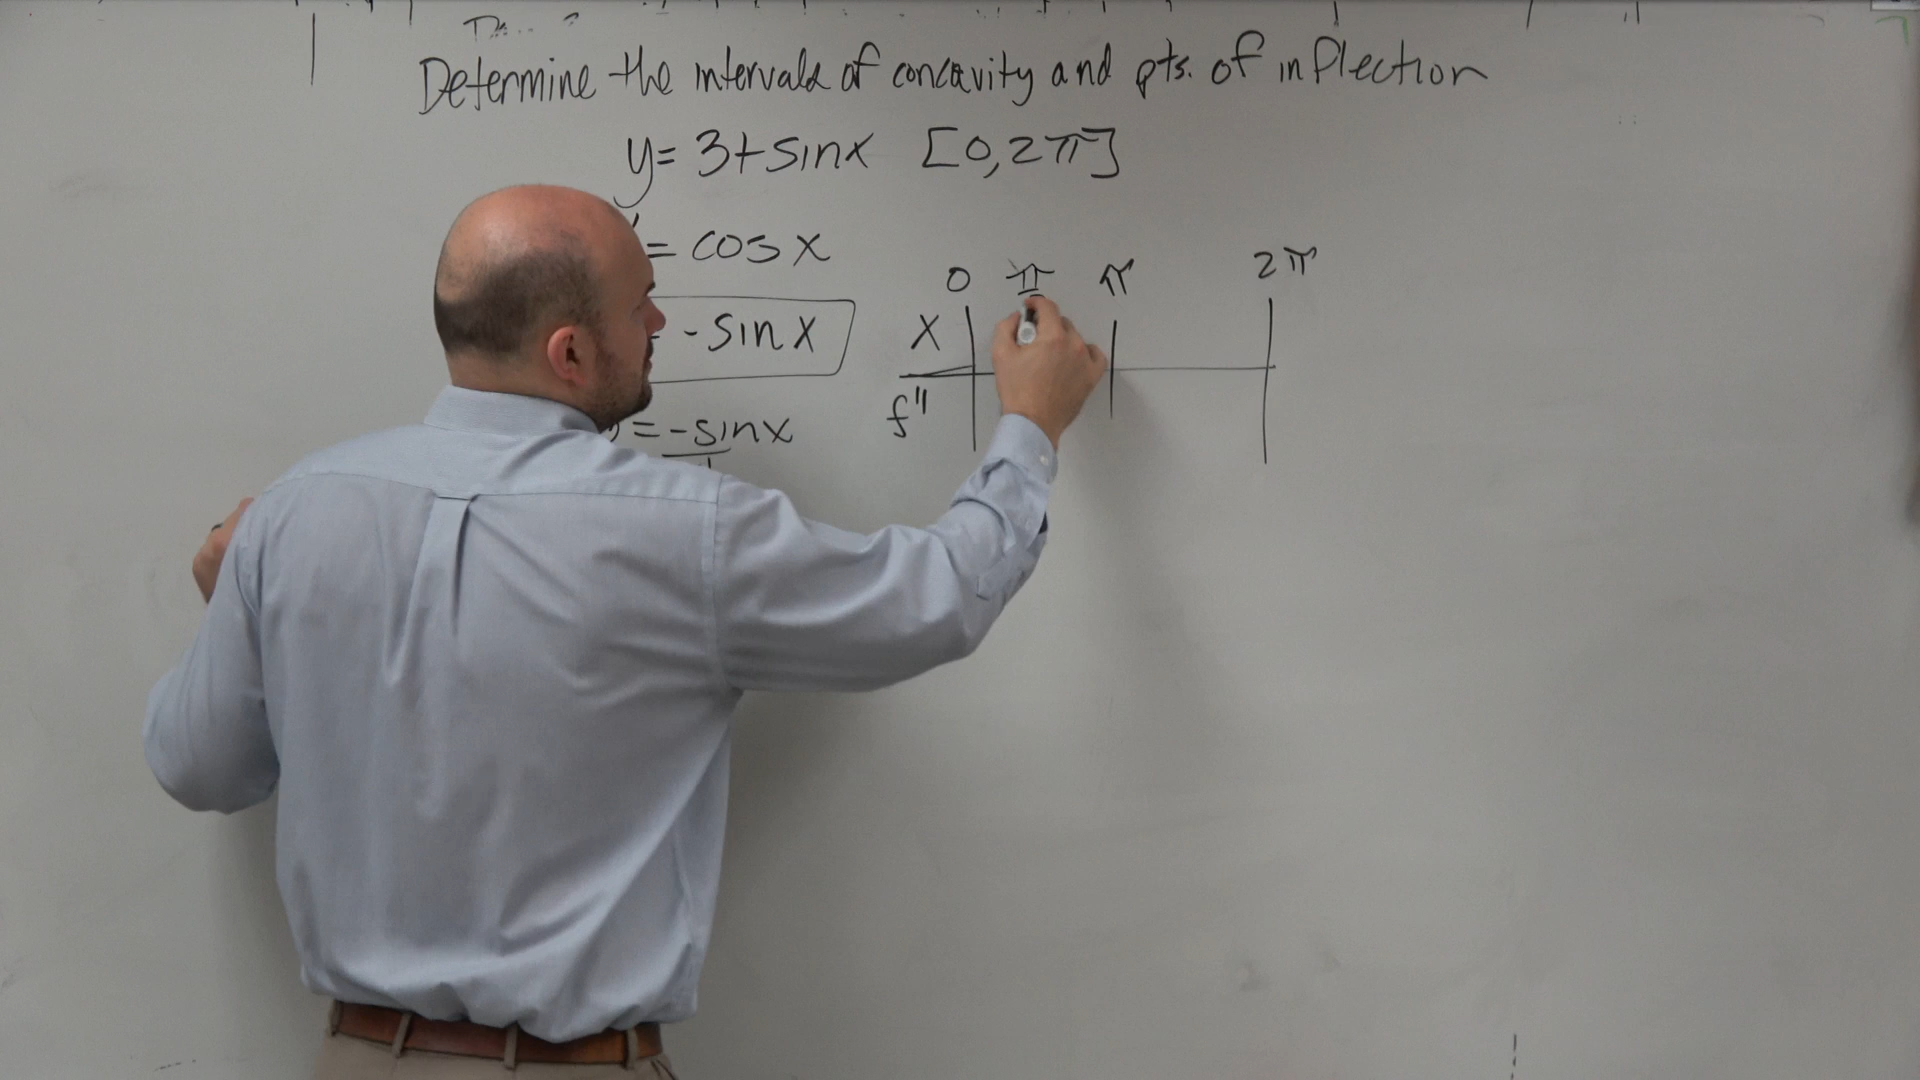 Determine the intervals of concavity and pts. of inflection
y= 3+sinx [0,2π]
' = cos x
= -sin x
= -sinx
0 π π 2π
x
f"